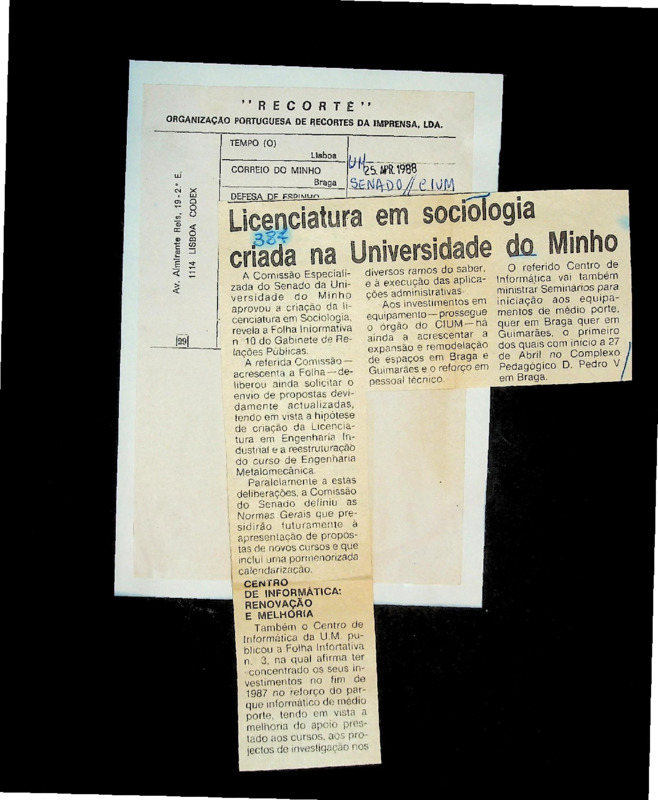 "RECORTE"
ORGANIZAÇÃO PORTUGUESA DE RECORTES DA IMPRENSA, LDA.
Av. Almirante Reis, 19-2.º E.
1114 LISBOA CODEX
99
TEMPO (O)
Lisboa
CORREIO DO MINHO
Braga
DEFESA DE ESPINHO
UM
25. APR. 1988
SENADO // CIUM
Licenciatura em sociologia
387
criada na Universidade do Minho
A Comissão Especiali-
zada do Senado da Uni-
versidade do Minho
aprovou a criação da li-
cenciatura em Sociologia,
revela a Folha Informativa
n. 10 do Gabinete de Re-
lações Públicas.
A referida Comissão —
acrescenta a Folha — de-
liberou ainda solicitar o
envio de propostas devi-
damente actualizadas,
tendo em vista a hipótese
de criação da Licencia-
tura em Engenharia In-
dustrial e a reestruturação
do curso de Engenharia
Metalomecânica.
Paralelamente a estas
deliberações, a Comissão
do Senado definiu as
Normas Gerais que pre-
sidirão futuramente à
apresentação de propos-
tas de novos cursos e que
inclui uma pormenorizada
calendarização.
CENTRO
DE INFORMÁTICA:
RENOVAÇÃO
E MELHORIA
Também o Centro de
Informática da U.M. pu-
blicou a Folha Infortativa
n. 3, na qual afirma ter
concentrado os seus in-
vestimentos no fim de
1987 no reforço do par-
que informático de médio
porte, tendo em vista a
melhoria do apoio pres-
tado aos cursos, aos pro-
jectos de investigação nos
diversos ramos do saber,
e à execução das aplica-
ções administrativas.
Aos investimentos em
equipamento — prossegue
o órgão do CIUM — há
ainda a acrescentar a
expansão e remodelação
de espaços em Braga e
Guimarães e o reforço em
pessoal técnico.
O referido Centro de
Informática vai também
ministrar Seminários para
iniciação aos equipa-
mentos de médio porte,
quer em Braga quer em
Guimarães, o primeiro
dos quais com início a 27
de Abril no Complexo
Pedagógico D. Pedro V
em Braga.